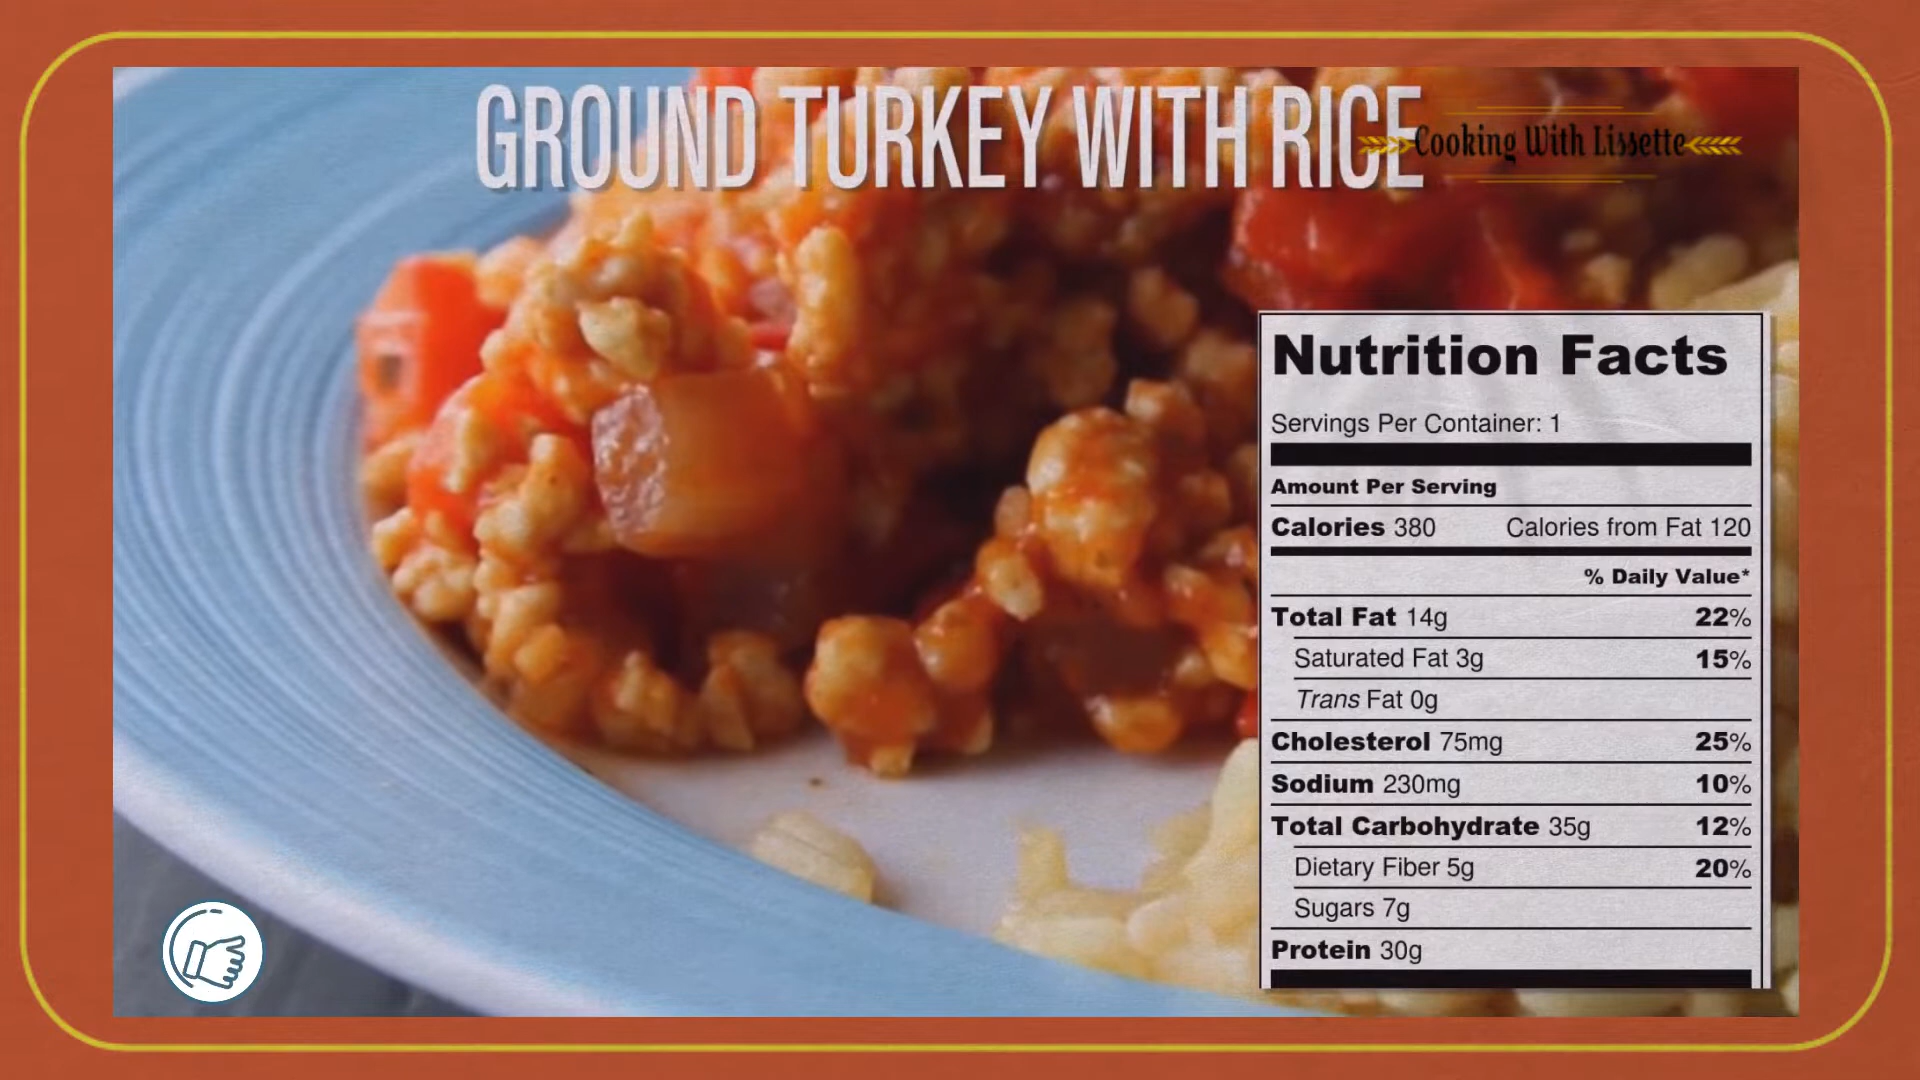 GROUND TURKEY WITH RICE
Cooking With Lissette
Nutrition Facts
Servings Per Container: 1
Amount Per Serving
Calories 380 Calories from Fat 120
% Daily Value*
Total Fat 14g 22%
Saturated Fat 3g 15%
Trans Fat 0g
Cholesterol 75mg 25%
Sodium 230mg 10%
Total Carbohydrate 35g 12%
Dietary Fiber 5g 20%
Sugars 7g
Protein 30g